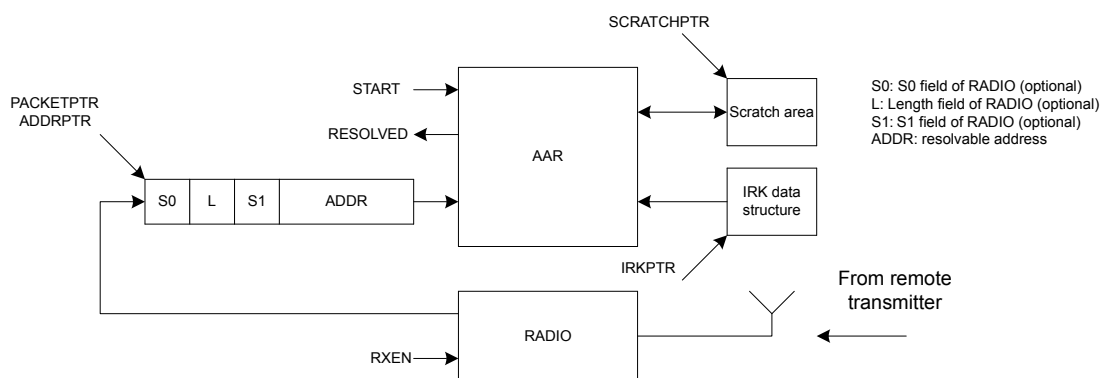 SCRATCHPTR
S0: S0 field of RADIO (optional)
L: Length field of RADIO (optional)
S1: S1 field of RADIO (optional)
ADDR: resolvable address
START
PACKETPTR
ADDRPTR
RESOLVED
Scratch area
AAR
S0
L
S1
ADDR
IRK data
structure
IRKPTR
From remote
transmitter
RADIO
RXEN